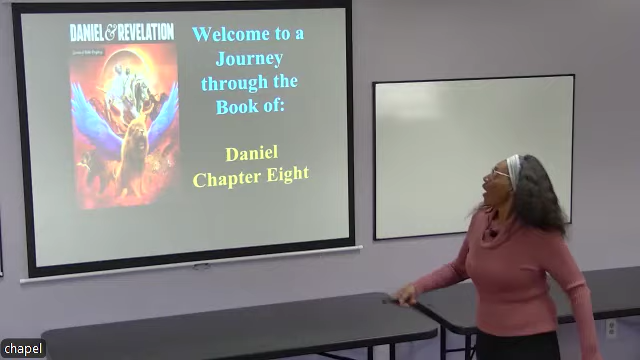 DANIEL & REVELATION
Welcome to a
Journey
through the
Book of:
Daniel
Chapter Eight
chapel